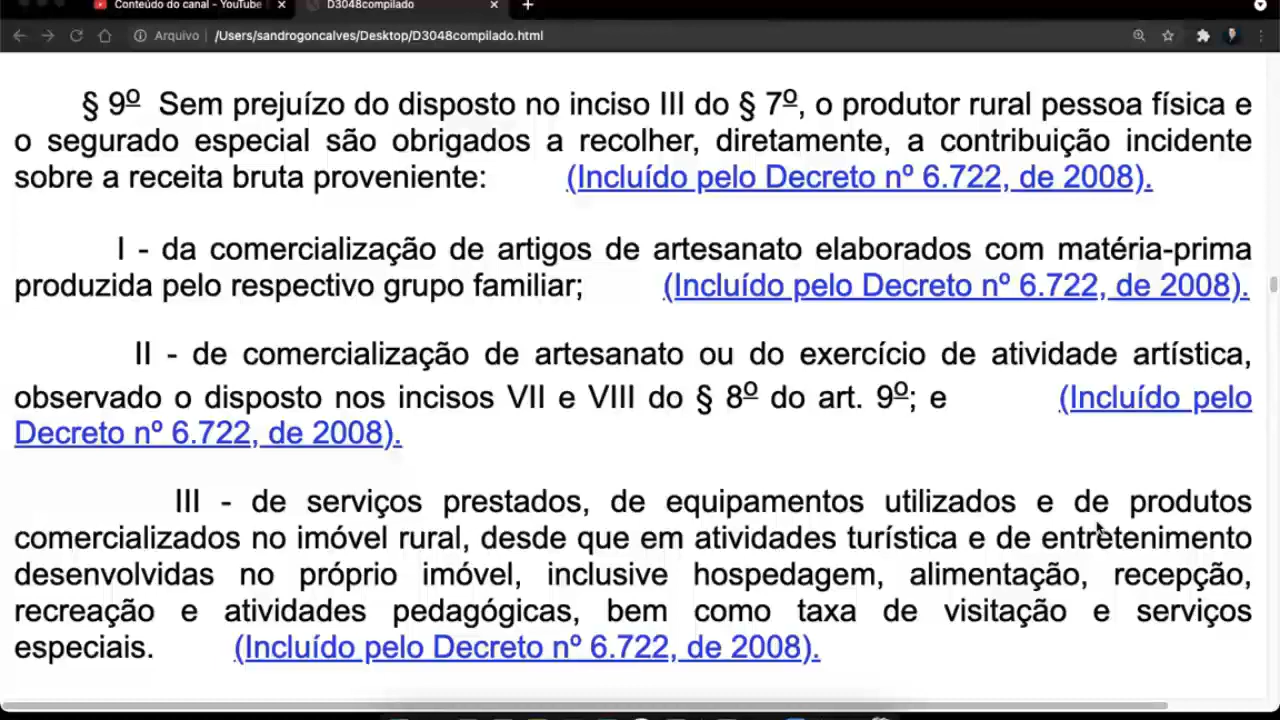 Conteúdo do canal - YouTube
D3048compilado
Arquivo /Users/sandrogoncalves/Desktop/D3048compilado.html
§ 9º Sem prejuízo do disposto no inciso III do § 7º, o produtor rural pessoa física e
o segurado especial são obrigados a recolher, diretamente, a contribuição incidente
sobre a receita bruta proveniente: (Incluído pelo Decreto nº 6.722, de 2008).
I - da comercialização de artigos de artesanato elaborados com matéria-prima
produzida pelo respectivo grupo familiar; (Incluído pelo Decreto nº 6.722, de 2008).
II - de comercialização de artesanato ou do exercício de atividade artística,
observado o disposto nos incisos VII e VIII do § 8º do art. 9º; e (Incluído pelo
Decreto nº 6.722, de 2008).
III - de serviços prestados, de equipamentos utilizados e de produtos
comercializados no imóvel rural, desde que em atividades turística e de entretenimento
desenvolvidas no próprio imóvel, inclusive hospedagem, alimentação, recepção,
recreação e atividades pedagógicas, bem como taxa de visitação e serviços
especiais. (Incluído pelo Decreto nº 6.722, de 2008).